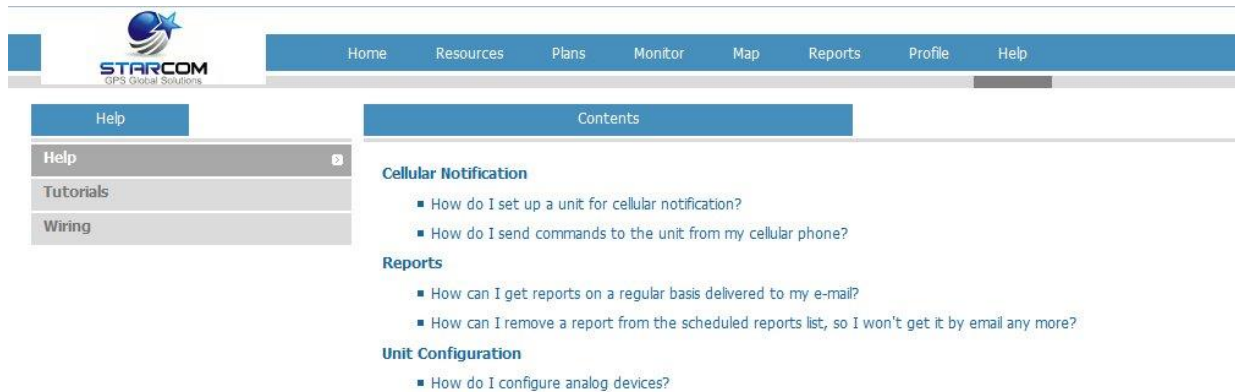 STARCOM
GPS Global Solutions
Home Resources Plans Monitor Map Reports Profile Help
Help
Contents
Help
Tutorials
Wiring
Cellular Notification
How do I set up a unit for cellular notification?
How do I send commands to the unit from my cellular phone?
Reports
How can I get reports on a regular basis delivered to my e-mail?
How can I remove a report from the scheduled reports list, so I won't get it by email any more?
Unit Configuration
How do I configure analog devices?